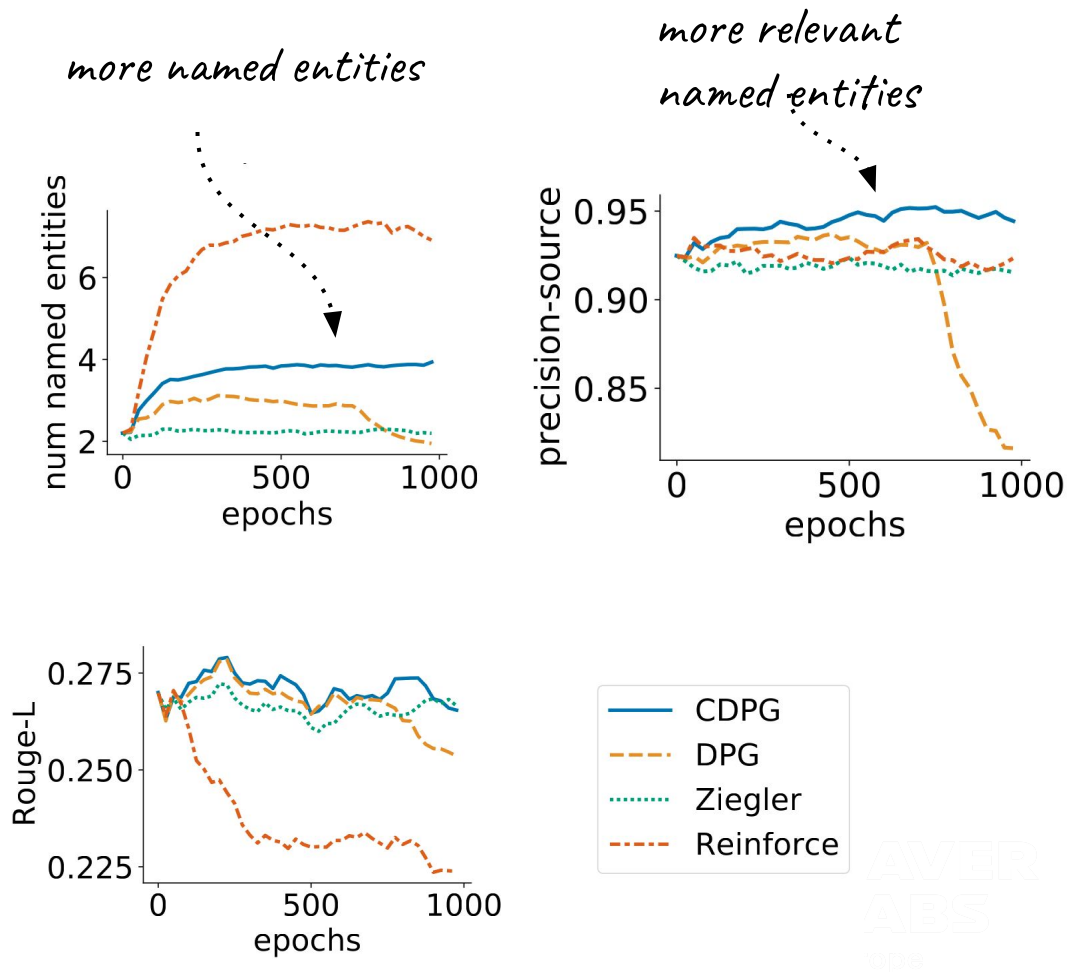 more named entities
more relevant
named entities
num named entities
6
4
2
0 500 1000
epochs
precision-source
0.95
0.90
0.85
0 500 1000
epochs
Rouge-L
0.275
0.250
0.225
0 500 1000
epochs
CDPG
DPG
Ziegler
Reinforce